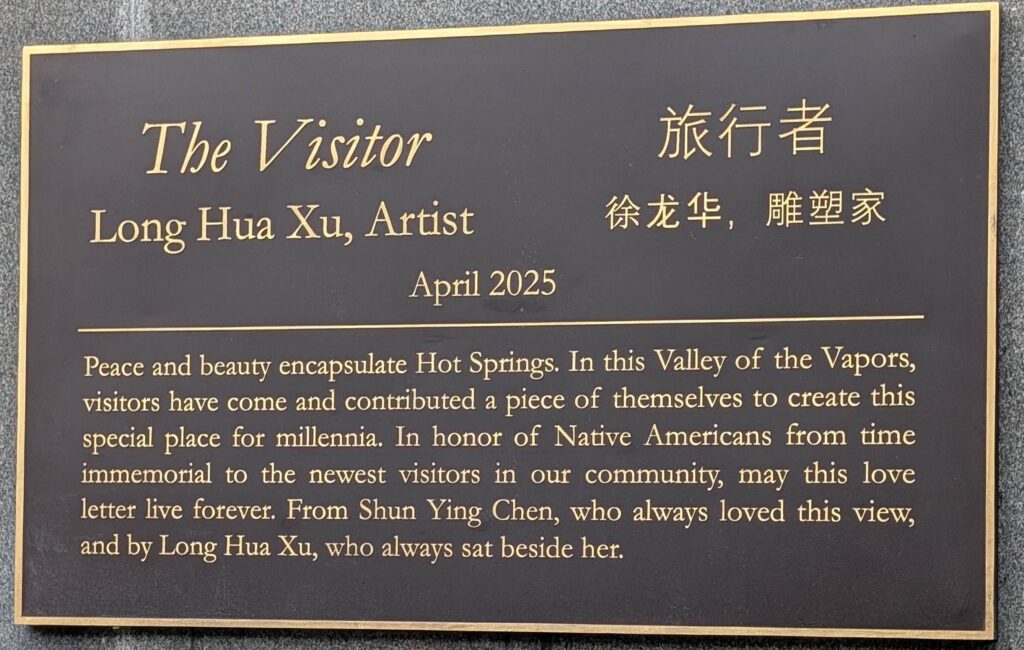 The Visitor
旅行者
Long Hua Xu, Artist
徐龙华，雕塑家
April 2025
Peace and beauty encapsulate Hot Springs. In this Valley of the Vapors,
visitors have come and contributed a piece of themselves to create this
special place for millennia. In honor of Native Americans from time
immemorial to the newest visitors in our community, may this love
letter live forever. From Shun Ying Chen, who always loved this view,
and by Long Hua Xu, who always sat beside her.